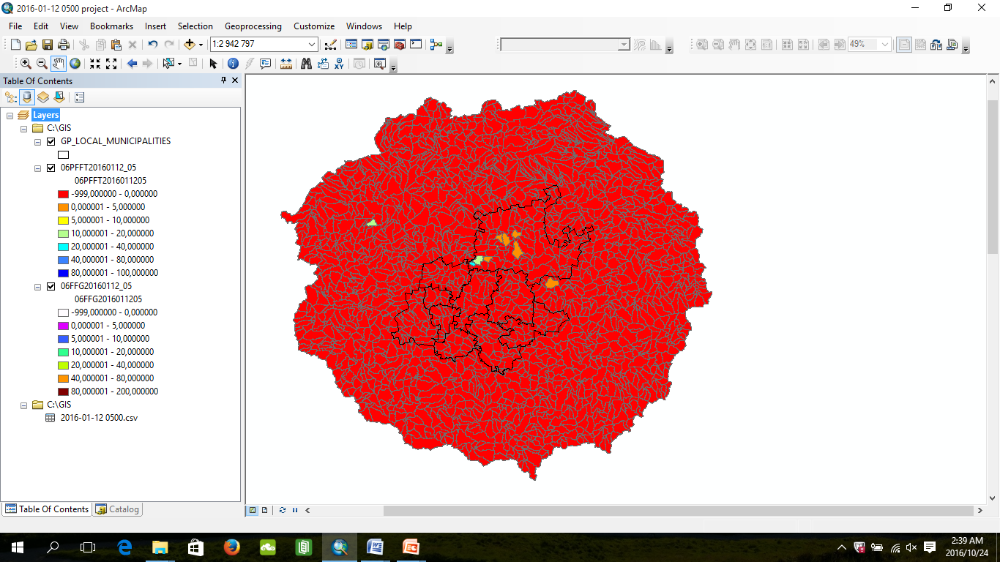 2016-01-12 0500 project - ArcMap
File Edit View Bookmarks Insert Selection Geoprocessing Customize Windows Help
1:2 942 797
49%
Table Of Contents
Layers
C:\GIS
GP_LOCAL_MUNICIPALITIES
06PFFT20160112_05
06PFFT2016011205
-999,000000 - 0,000000
0,000001 - 5,000000
5,000001 - 10,000000
10,000001 - 20,000000
20,000001 - 40,000000
40,000001 - 80,000000
80,000001 - 100,000000
06FFG20160112_05
06FFG2016011205
-999,000000 - 0,000000
0,000001 - 5,000000
5,000001 - 10,000000
10,000001 - 20,000000
20,000001 - 40,000000
40,000001 - 80,000000
80,000001 - 200,000000
C:\GIS
2016-01-12 0500.csv
Table Of Contents Catalog
2:39 AM
2016/10/24